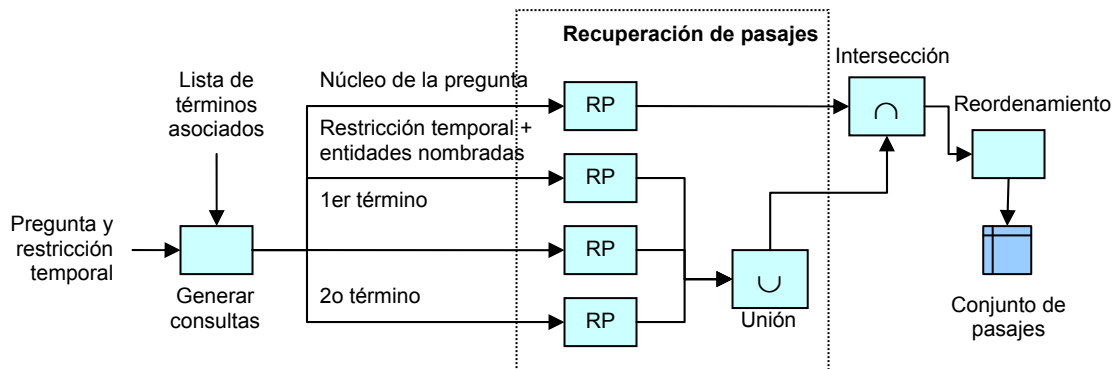 Recuperación de pasajes
Intersección
Lista de
términos
asociados
Núcleo de la pregunta
RP
∩
Reordenamiento
Restricción temporal +
entidades nombradas
RP
1er término
Pregunta y
restricción
temporal
RP
∪
Generar
consultas
2o término
RP
Unión
Conjunto de
pasajes